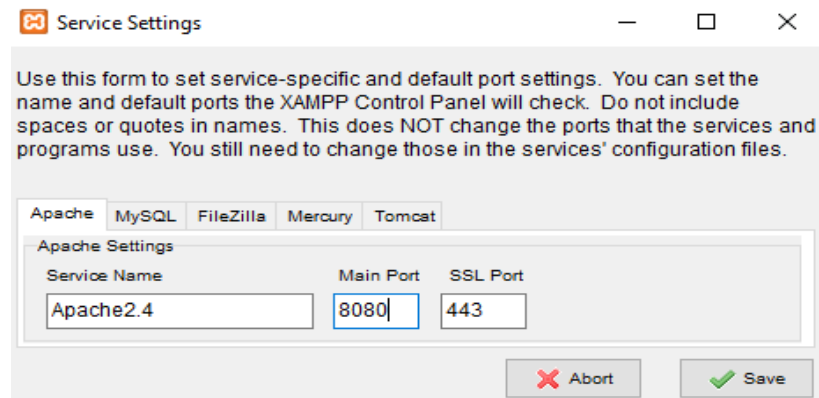 Service Settings
Use this form to set service-specific and default port settings.  You can set the
name and default ports the XAMPP Control Panel will check.  Do not include
spaces or quotes in names.  This does NOT change the ports that the services and
programs use.  You still need to change those in the services' configuration files.
Apache MySQL FileZilla Mercury Tomcat
Apache Settings
Service Name Main Port SSL Port
Apache2.4 8080 443
Abort Save